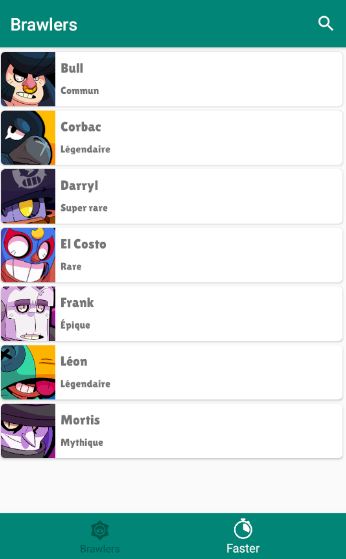 Brawlers
Bull
Commun
Corbac
Légendaire
Darryl
Super rare
El Costo
Rare
Frank
Épique
Léon
Légendaire
Mortis
Mythique
Brawlers
Faster